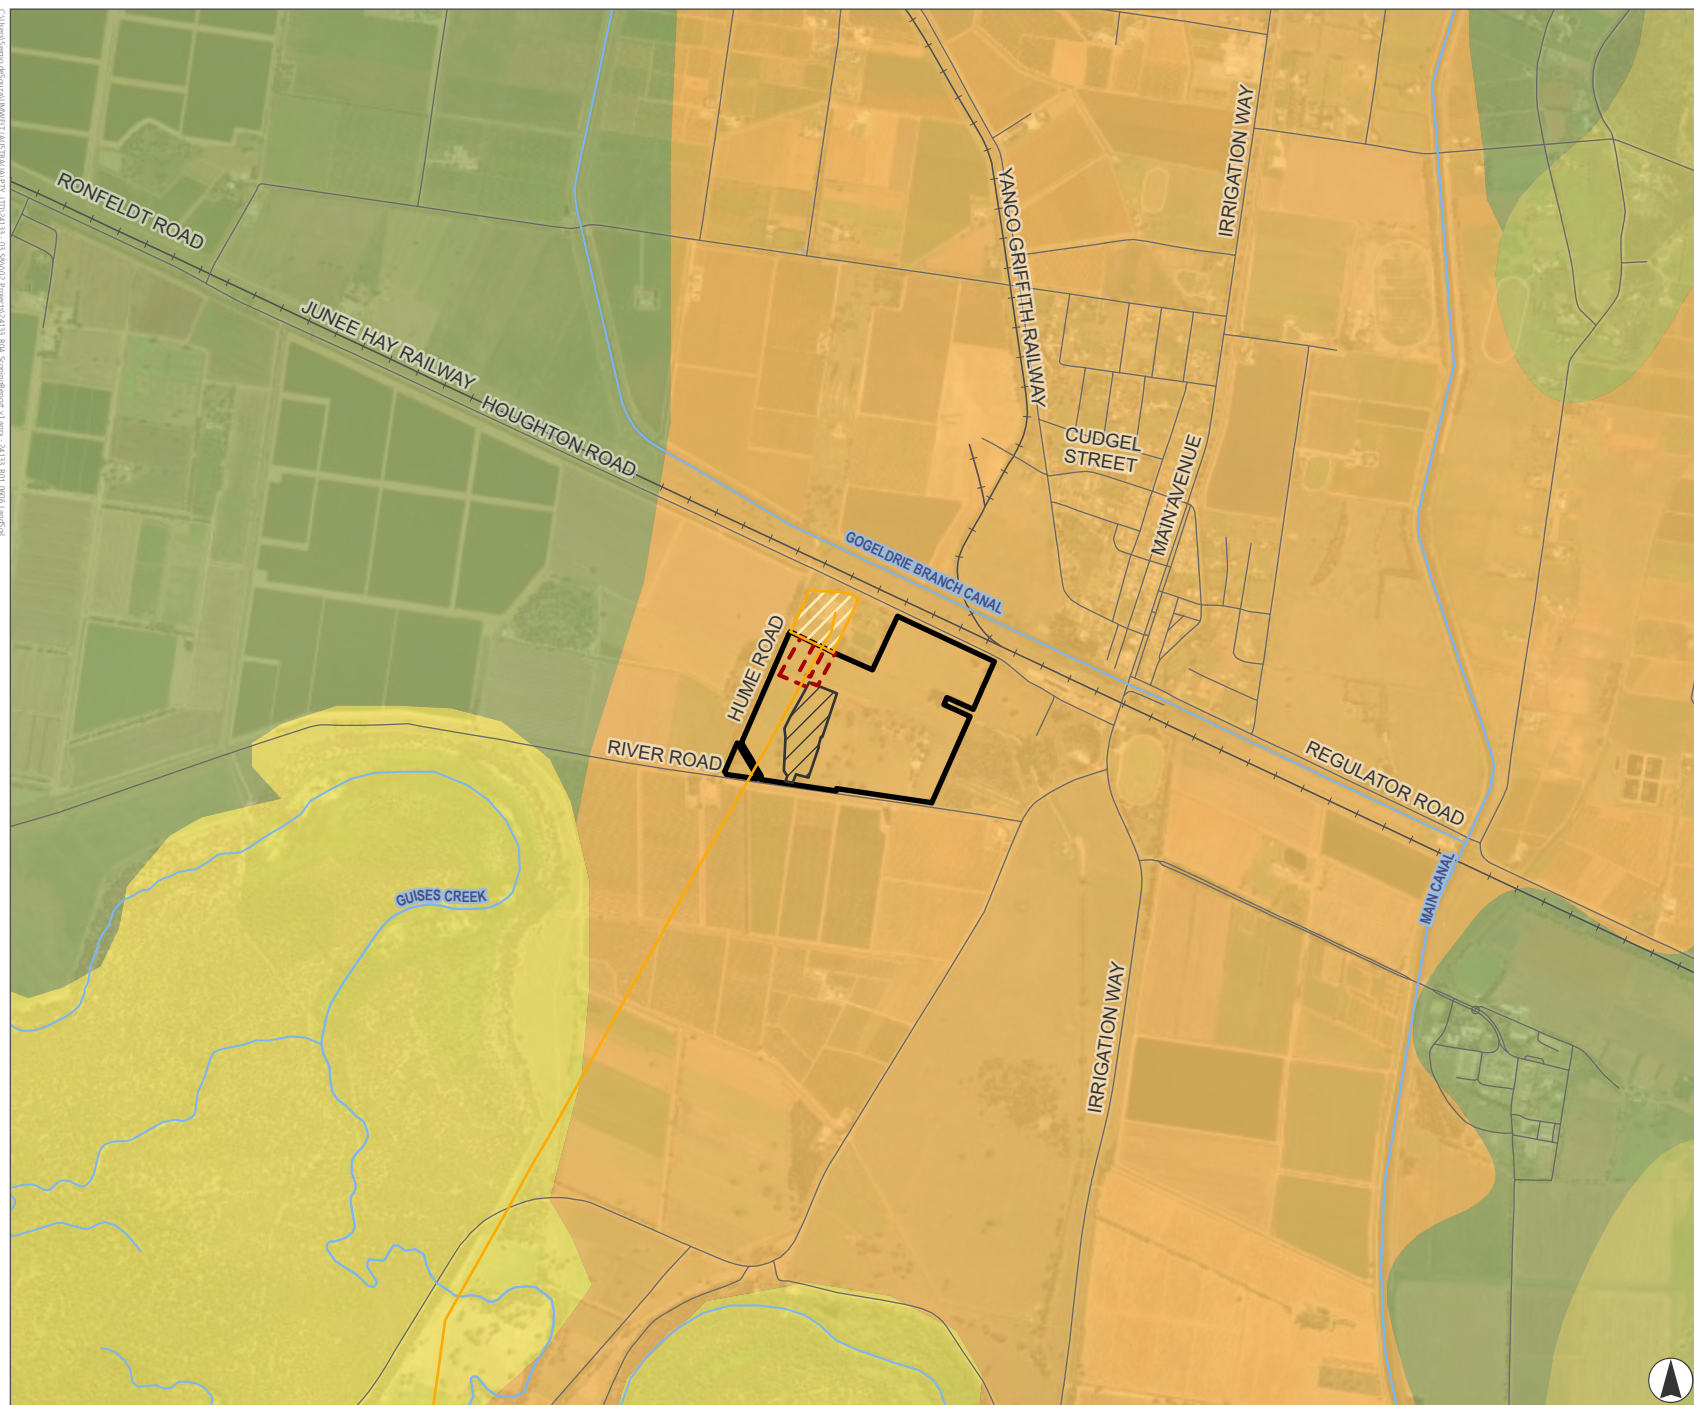 IRRIGATION WAY
YANCO-GRIFFITH RAILWAY
RONFELDT ROAD
JUNEE HAY RAILWAY
HOUGHTON ROAD
CUDGEL
STREET
MAIN AVENUE
GOGELDRIE BRANCH CANAL
HUME ROAD
RIVER ROAD
REGULATOR ROAD
GUISES CREEK
MAIN CANAL
IRRIGATION WAY